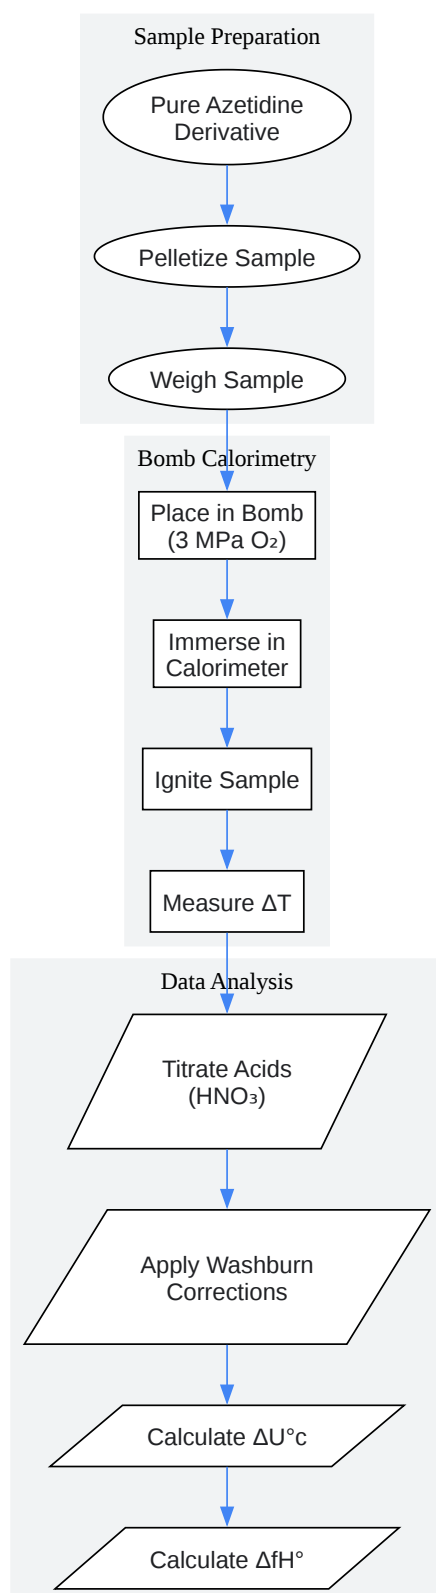 Sample Preparation
Pure Azetidine
Derivative
Pelletize Sample
Weigh Sample
Bomb Calorimetry
Place in Bomb
(3 MPa O₂)
Immerse in
Calorimeter
Ignite Sample
Measure ΔT
Data Analysis
Titrate Acids
(HNO₃)
Apply Washburn
Corrections
Calculate ΔU°c
Calculate ΔfH°